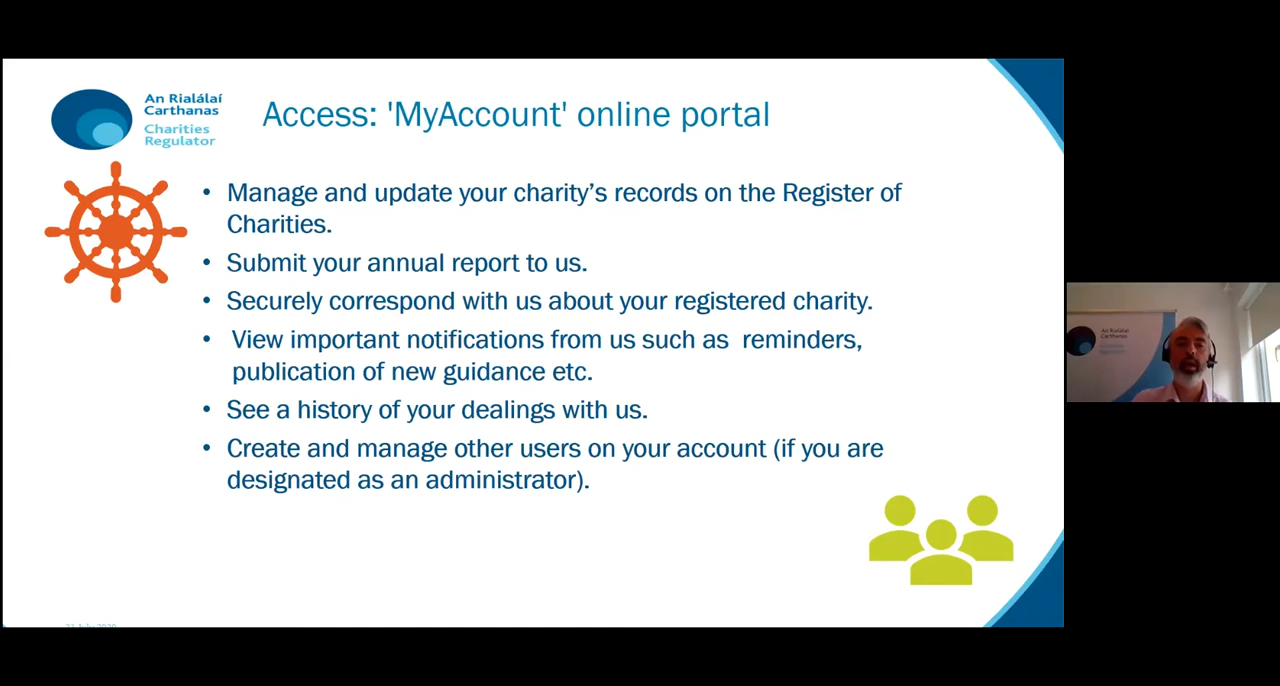 An Rialálaí
Carthanas
Charities
Regulator
Access: 'MyAccount' online portal
• Manage and update your charity’s records on the Register of
Charities.
• Submit your annual report to us.
• Securely correspond with us about your registered charity.
• View important notifications from us such as  reminders,
publication of new guidance etc.
• See a history of your dealings with us.
• Create and manage other users on your account (if you are
designated as an administrator).
An Rialálaí
Carthanas